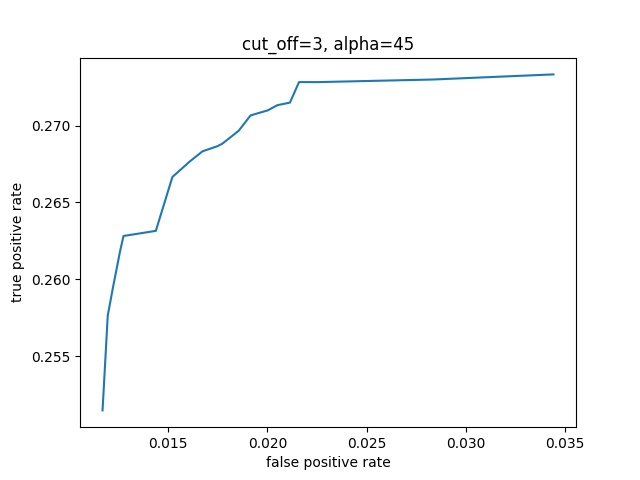 cut_off=3, alpha=45
0.270
0.265
0.260
0.255
true positive rate
0.015 0.020 0.025 0.030 0.035
false positive rate